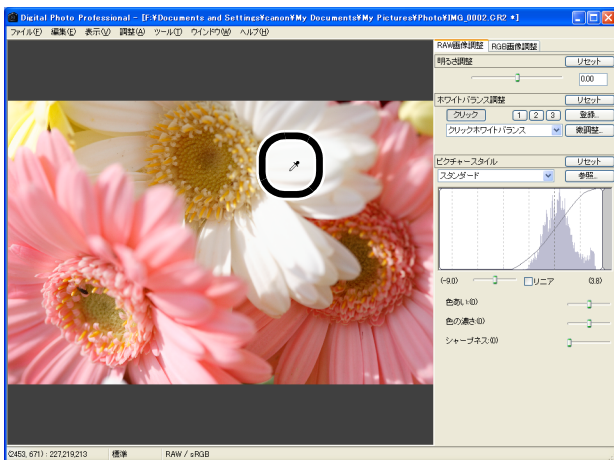 Digital Photo Professional - [F:¥Documents and Settings¥canon¥My Documents¥My Pictures¥Photo¥IMG_0002.CR2 *]
ファイル(F) 編集(E) 表示(V) 調整(A) ツール(T) ウインドウ(W) ヘルプ(H)
RAW画像調整 RGB画像調整
明るさ調整 リセット
0.00
ホワイトバランス調整 リセット
クリック 1 2 3 登録...
クリックホワイトバランス 微調整...
ピクチャースタイル リセット
スタンダード 参照...
(-9.0) リニア (3.8)
色あい:(0)
色の濃さ:(0)
シャープネス:(0)
(2453, 671) : 227,219,213 標準 RAW / sRGB